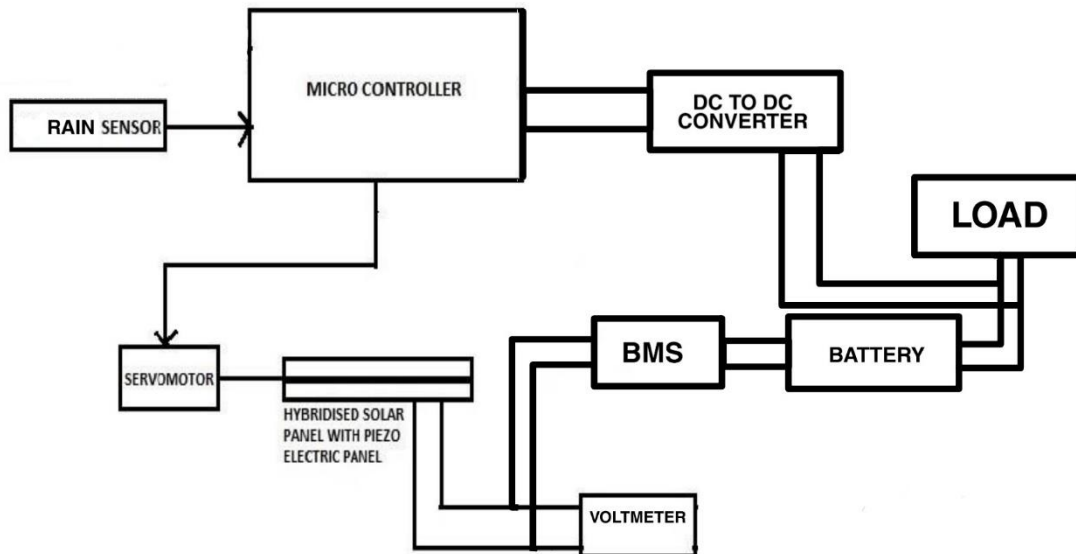 MICRO CONTROLLER
DC TO DC
CONVERTER
RAIN SENSOR
LOAD
BMS
BATTERY
SERVOMOTOR
HYBRIDISED SOLAR
PANEL WITH PIEZO
ELECTRIC PANEL
VOLTMETER